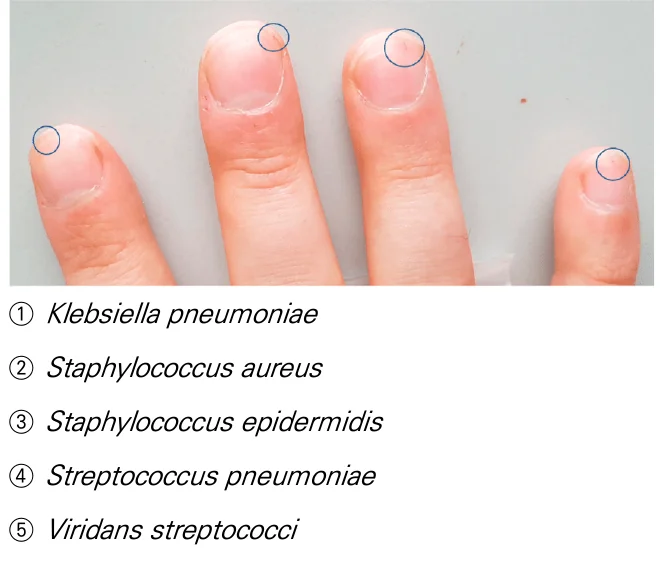 ① Klebsiella pneumoniae
② Staphylococcus aureus
③ Staphylococcus epidermidis
④ Streptococcus pneumoniae
⑤ Viridans streptococci